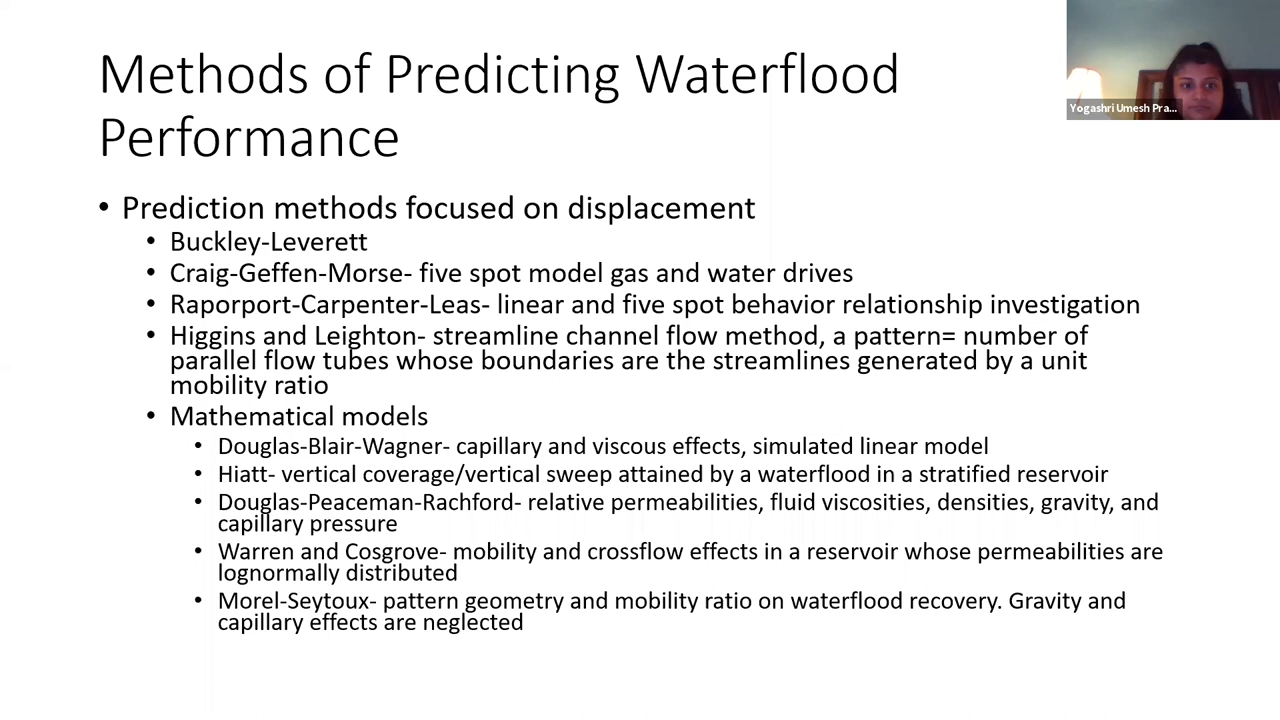 Methods of Predicting Waterflood
Performance
Yogashri Umesh Pra...
• Prediction methods focused on displacement
• Buckley-Leverett
• Craig-Geffen-Morse- five spot model gas and water drives
• Raporport-Carpenter-Leas- linear and five spot behavior relationship investigation
• Higgins and Leighton- streamline channel flow method, a pattern= number of
parallel flow tubes whose boundaries are the streamlines generated by a unit
mobility ratio
• Mathematical models
• Douglas-Blair-Wagner- capillary and viscous effects, simulated linear model
• Hiatt- vertical coverage/vertical sweep attained by a waterflood in a stratified reservoir
• Douglas-Peaceman-Rachford- relative permeabilities, fluid viscosities, densities, gravity, and
capillary pressure
• Warren and Cosgrove- mobility and crossflow effects in a reservoir whose permeabilities are
lognormally distributed
• Morel-Seytoux- pattern geometry and mobility ratio on waterflood recovery. Gravity and
capillary effects are neglected